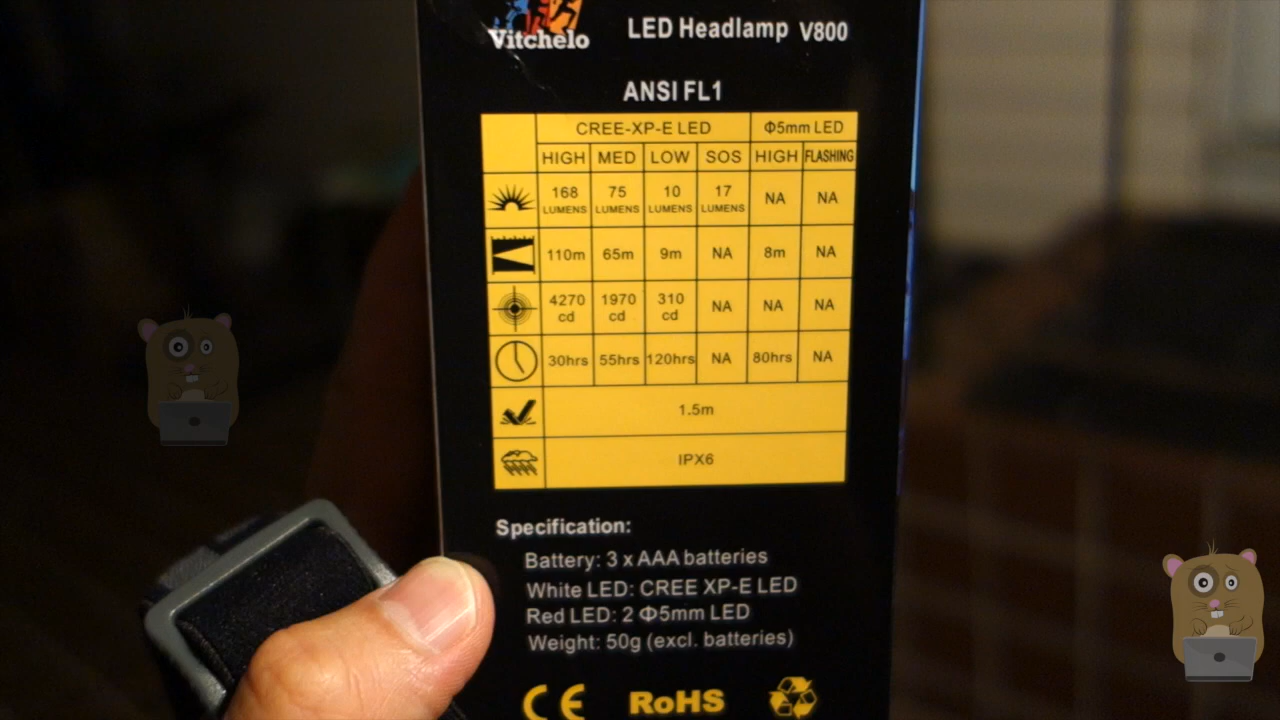 Vitchelo
LED Headlamp V800
ANSI FL1
CREE-XP-E LED Φ5mm LED
HIGH MED LOW SOS HIGH FLASHING
168 LUMENS 75 LUMENS 10 LUMENS 17 LUMENS NA NA
110m 65m 9m NA 8m NA
4270 cd 1970 cd 310 cd NA NA NA
30hrs 55hrs 120hrs NA 80hrs NA
1.5m
IPX6
Specification:
Battery: 3 x AAA batteries
White LED: CREE XP-E LED
Red LED: 2 Φ5mm LED
Weight: 50g (excl. batteries)
CE RoHS